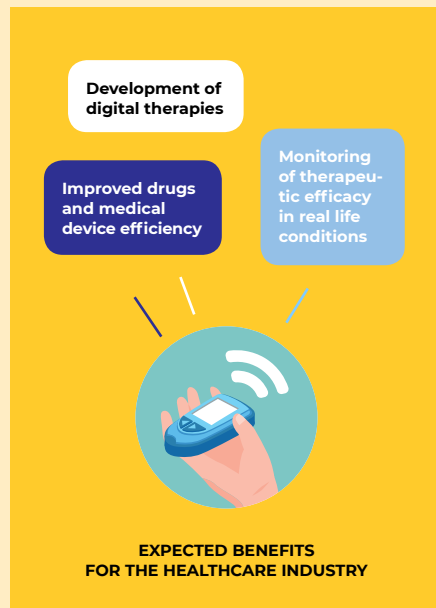 Development of
digital therapies
Improved drugs
and medical
device efficiency
Monitoring
of therapeu-
tic efficacy
in real life
conditions
EXPECTED BENEFITS
FOR THE HEALTHCARE INDUSTRY